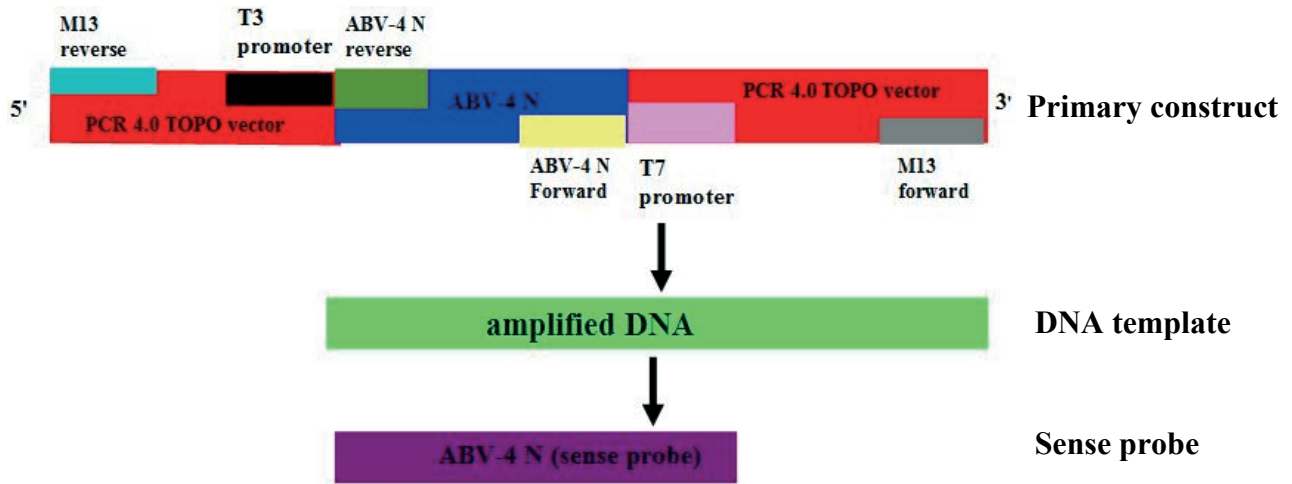 M13
reverse
T3
promoter
ABV-4 N
reverse
5'
PCR 4.0 TOPO vector
ABV-4 N
PCR 4.0 TOPO vector
3'
Primary construct
ABV-4 N
Forward
T7
promoter
M13
forward
amplified DNA
DNA template
ABV-4 N (sense probe)
Sense probe